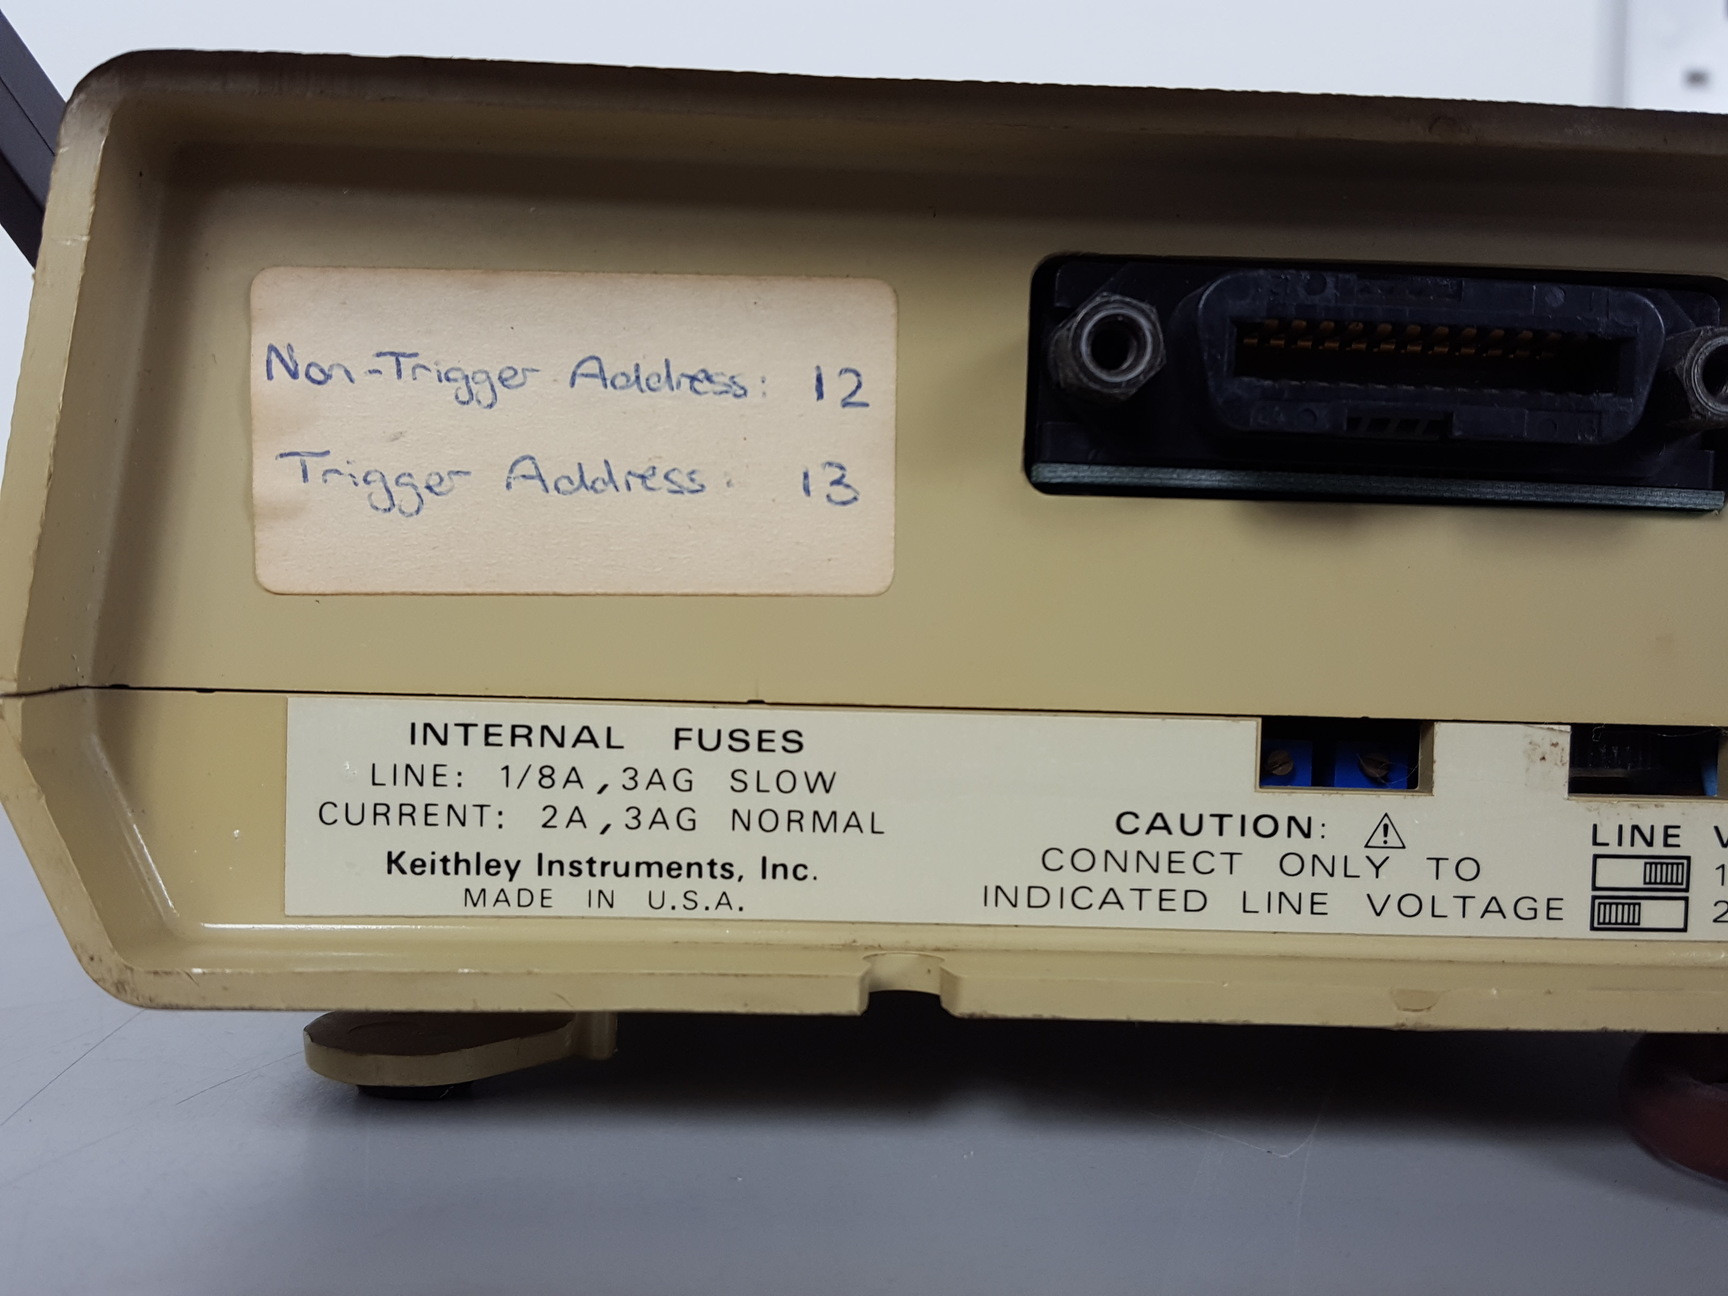 Non-Trigger Address: 12
Trigger Address: 13
INTERNAL FUSES
LINE: 1/8A, 3AG SLOW
CURRENT: 2A, 3AG NORMAL
Keithley Instruments, Inc.
MADE IN U.S.A.
CAUTION: ⚠
CONNECT ONLY TO
INDICATED LINE VOLTAGE
LINE